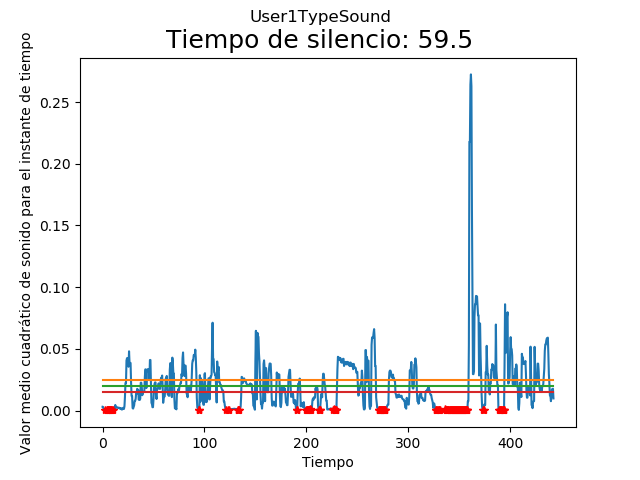 User1TypeSound
Tiempo de silencio: 59.5
Valor medio cuadrático de sonido para el instante de tiempo
0.25
0.20
0.15
0.10
0.05
0.00
0 100 200 300 400
Tiempo